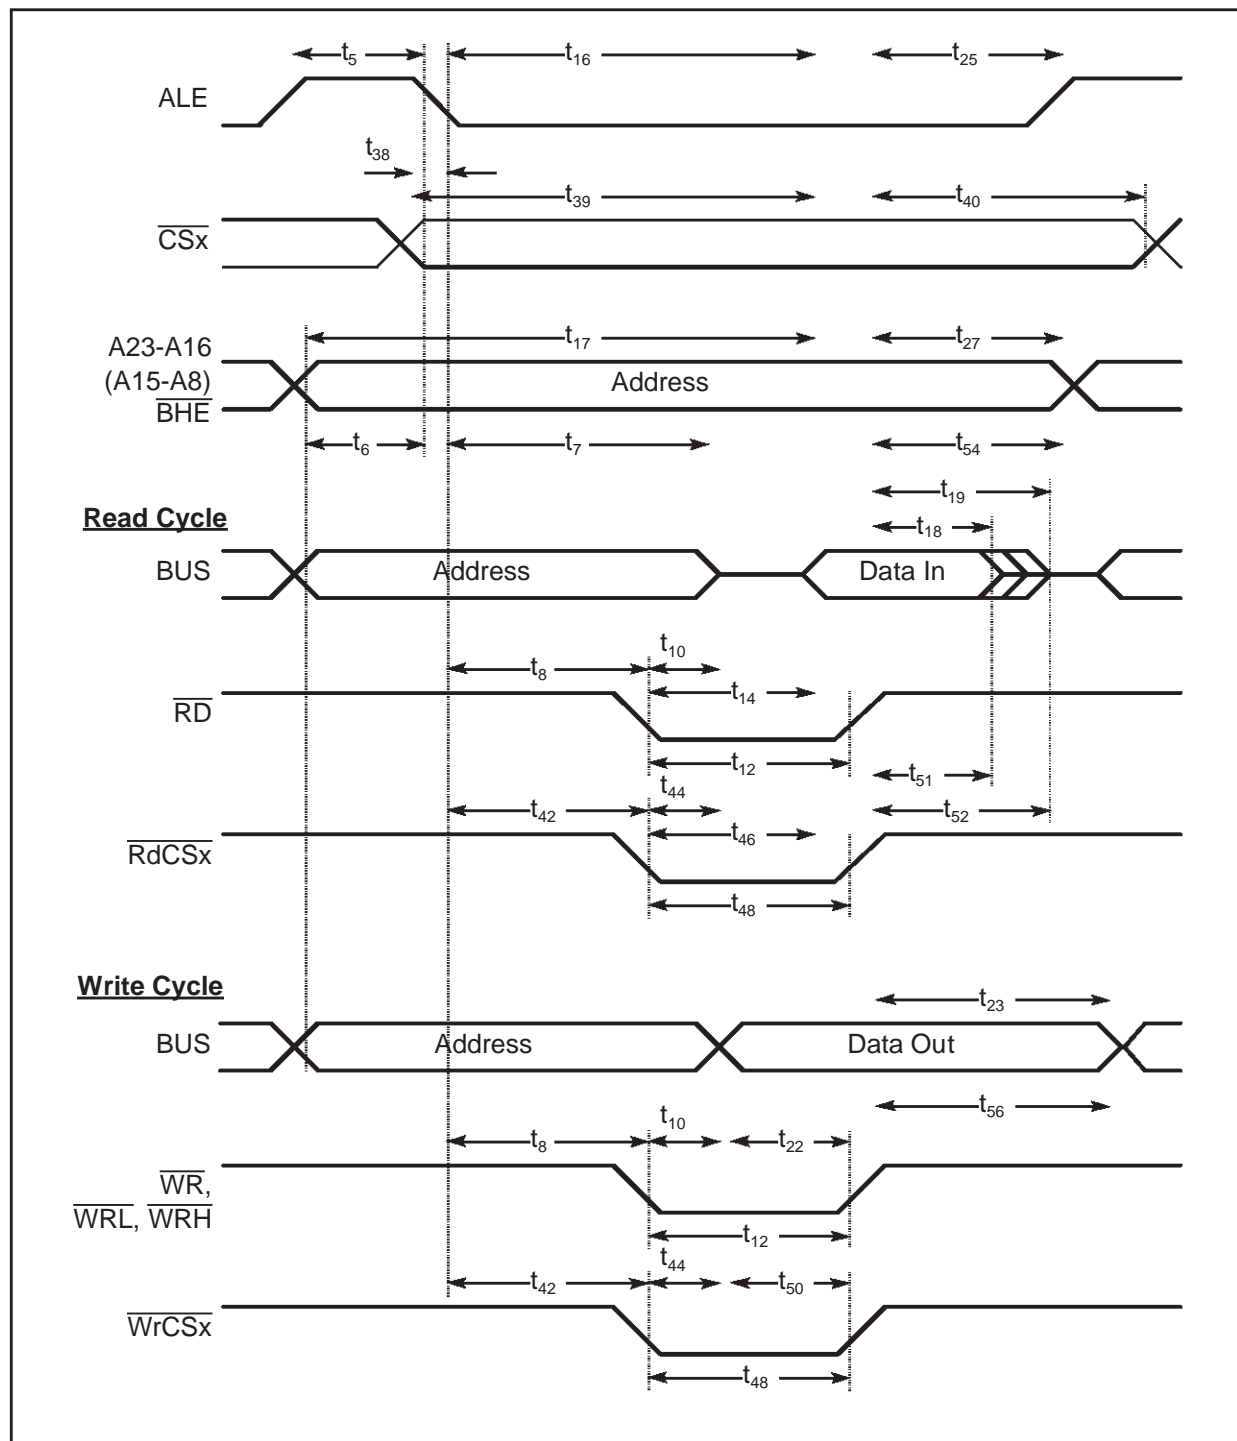 t5 t16 t25
ALE
t38
t39 t40
CSx
t17 t27
A23-A16
(A15-A8)
BHE
Address
t6 t7 t54
t19
Read Cycle
t18
BUS Address Data In
t10
t8
t14
RD
t12 t51
t44
t42 t52
t46
RdCSx
t48
Write Cycle
t23
BUS Address Data Out
t56
t10
t8 t22
WR,
WRL, WRH
t12
t44
t42 t50
WrCSx
t48